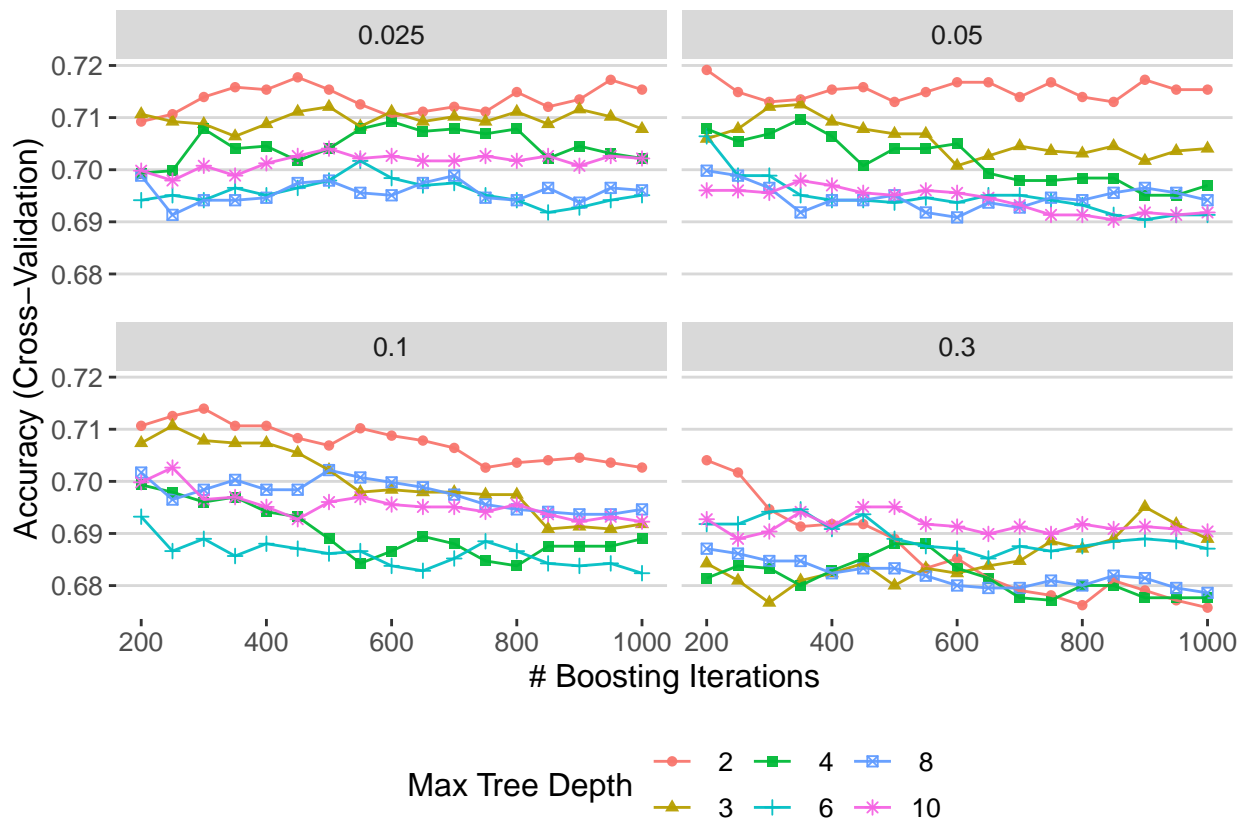 0.025
0.05
0.72
0.71
0.70
0.69
0.68
0.1
0.3
0.72
0.71
0.70
0.69
0.68
Accuracy (Cross−Validation)
200 400 600 800 1000 200 400 600 800 1000
# Boosting Iterations
Max Tree Depth
2 4 8
3 6 10